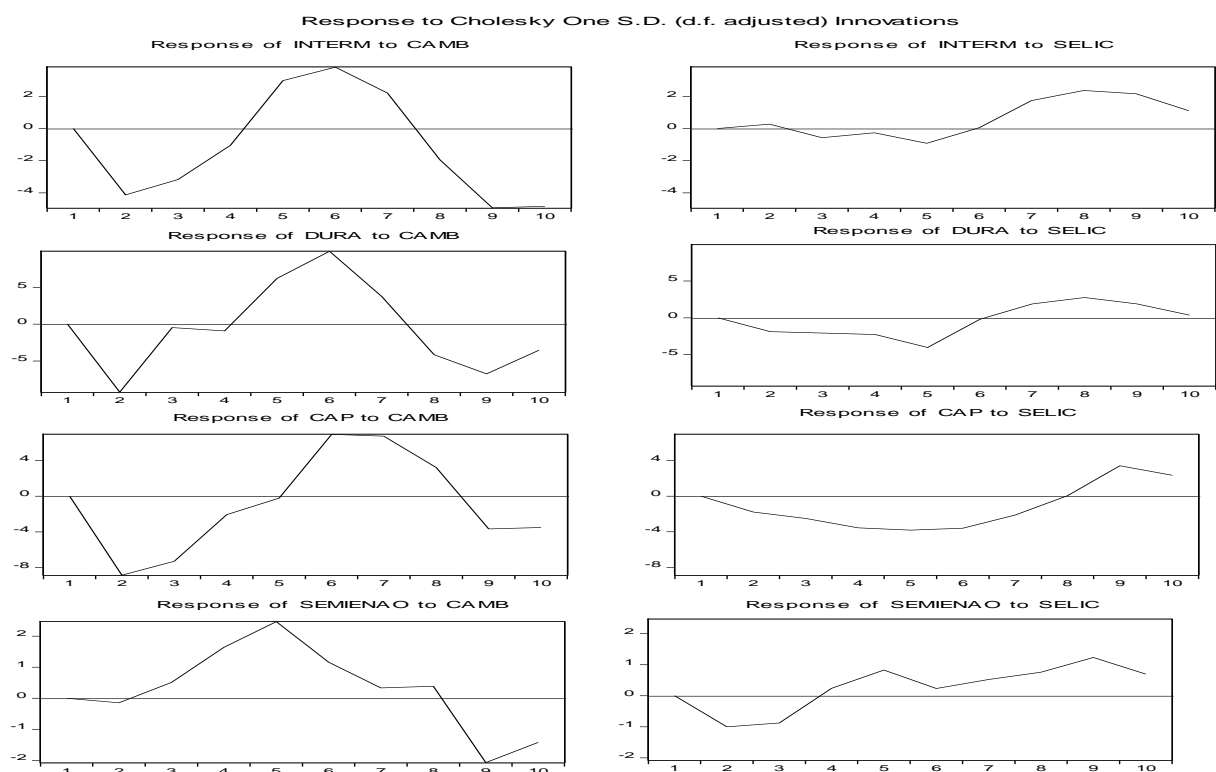 Response to Cholesky One S.D. (d.f. adjusted) Innovations
Response of INTERM to CAMB
2
0
-2
-4
1 2 3 4 5 6 7 8 9 10
Response of INTERM to SELIC
2
0
-2
-4
1 2 3 4 5 6 7 8 9 10
Response of DURA to CAMB
5
0
-5
1 2 3 4 5 6 7 8 9 10
Response of DURA to SELIC
5
0
-5
1 2 3 4 5 6 7 8 9 10
Response of CAP to CAMB
4
0
-4
-8
1 2 3 4 5 6 7 8 9 10
Response of CAP to SELIC
4
0
-4
-8
1 2 3 4 5 6 7 8 9 10
Response of SEMIENAO to CAMB
2
1
0
-1
-2
1 2 3 4 5 6 7 8 9 10
Response of SEMIENAO to SELIC
2
1
0
-1
-2
1 2 3 4 5 6 7 8 9 10